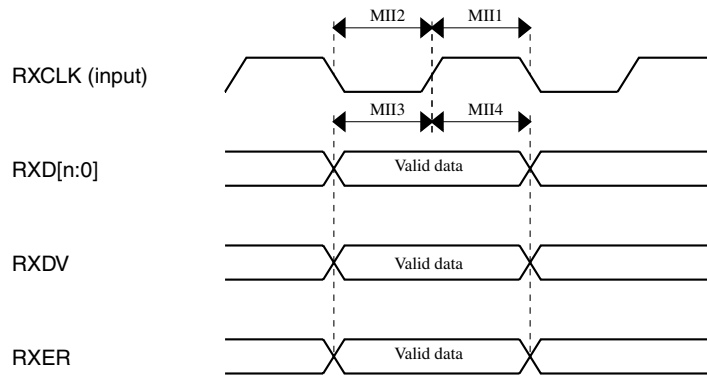 MII2 MII1
RXCLK (input)
MII3 MII4
RXD[n:0] Valid data
RXDV Valid data
RXER Valid data